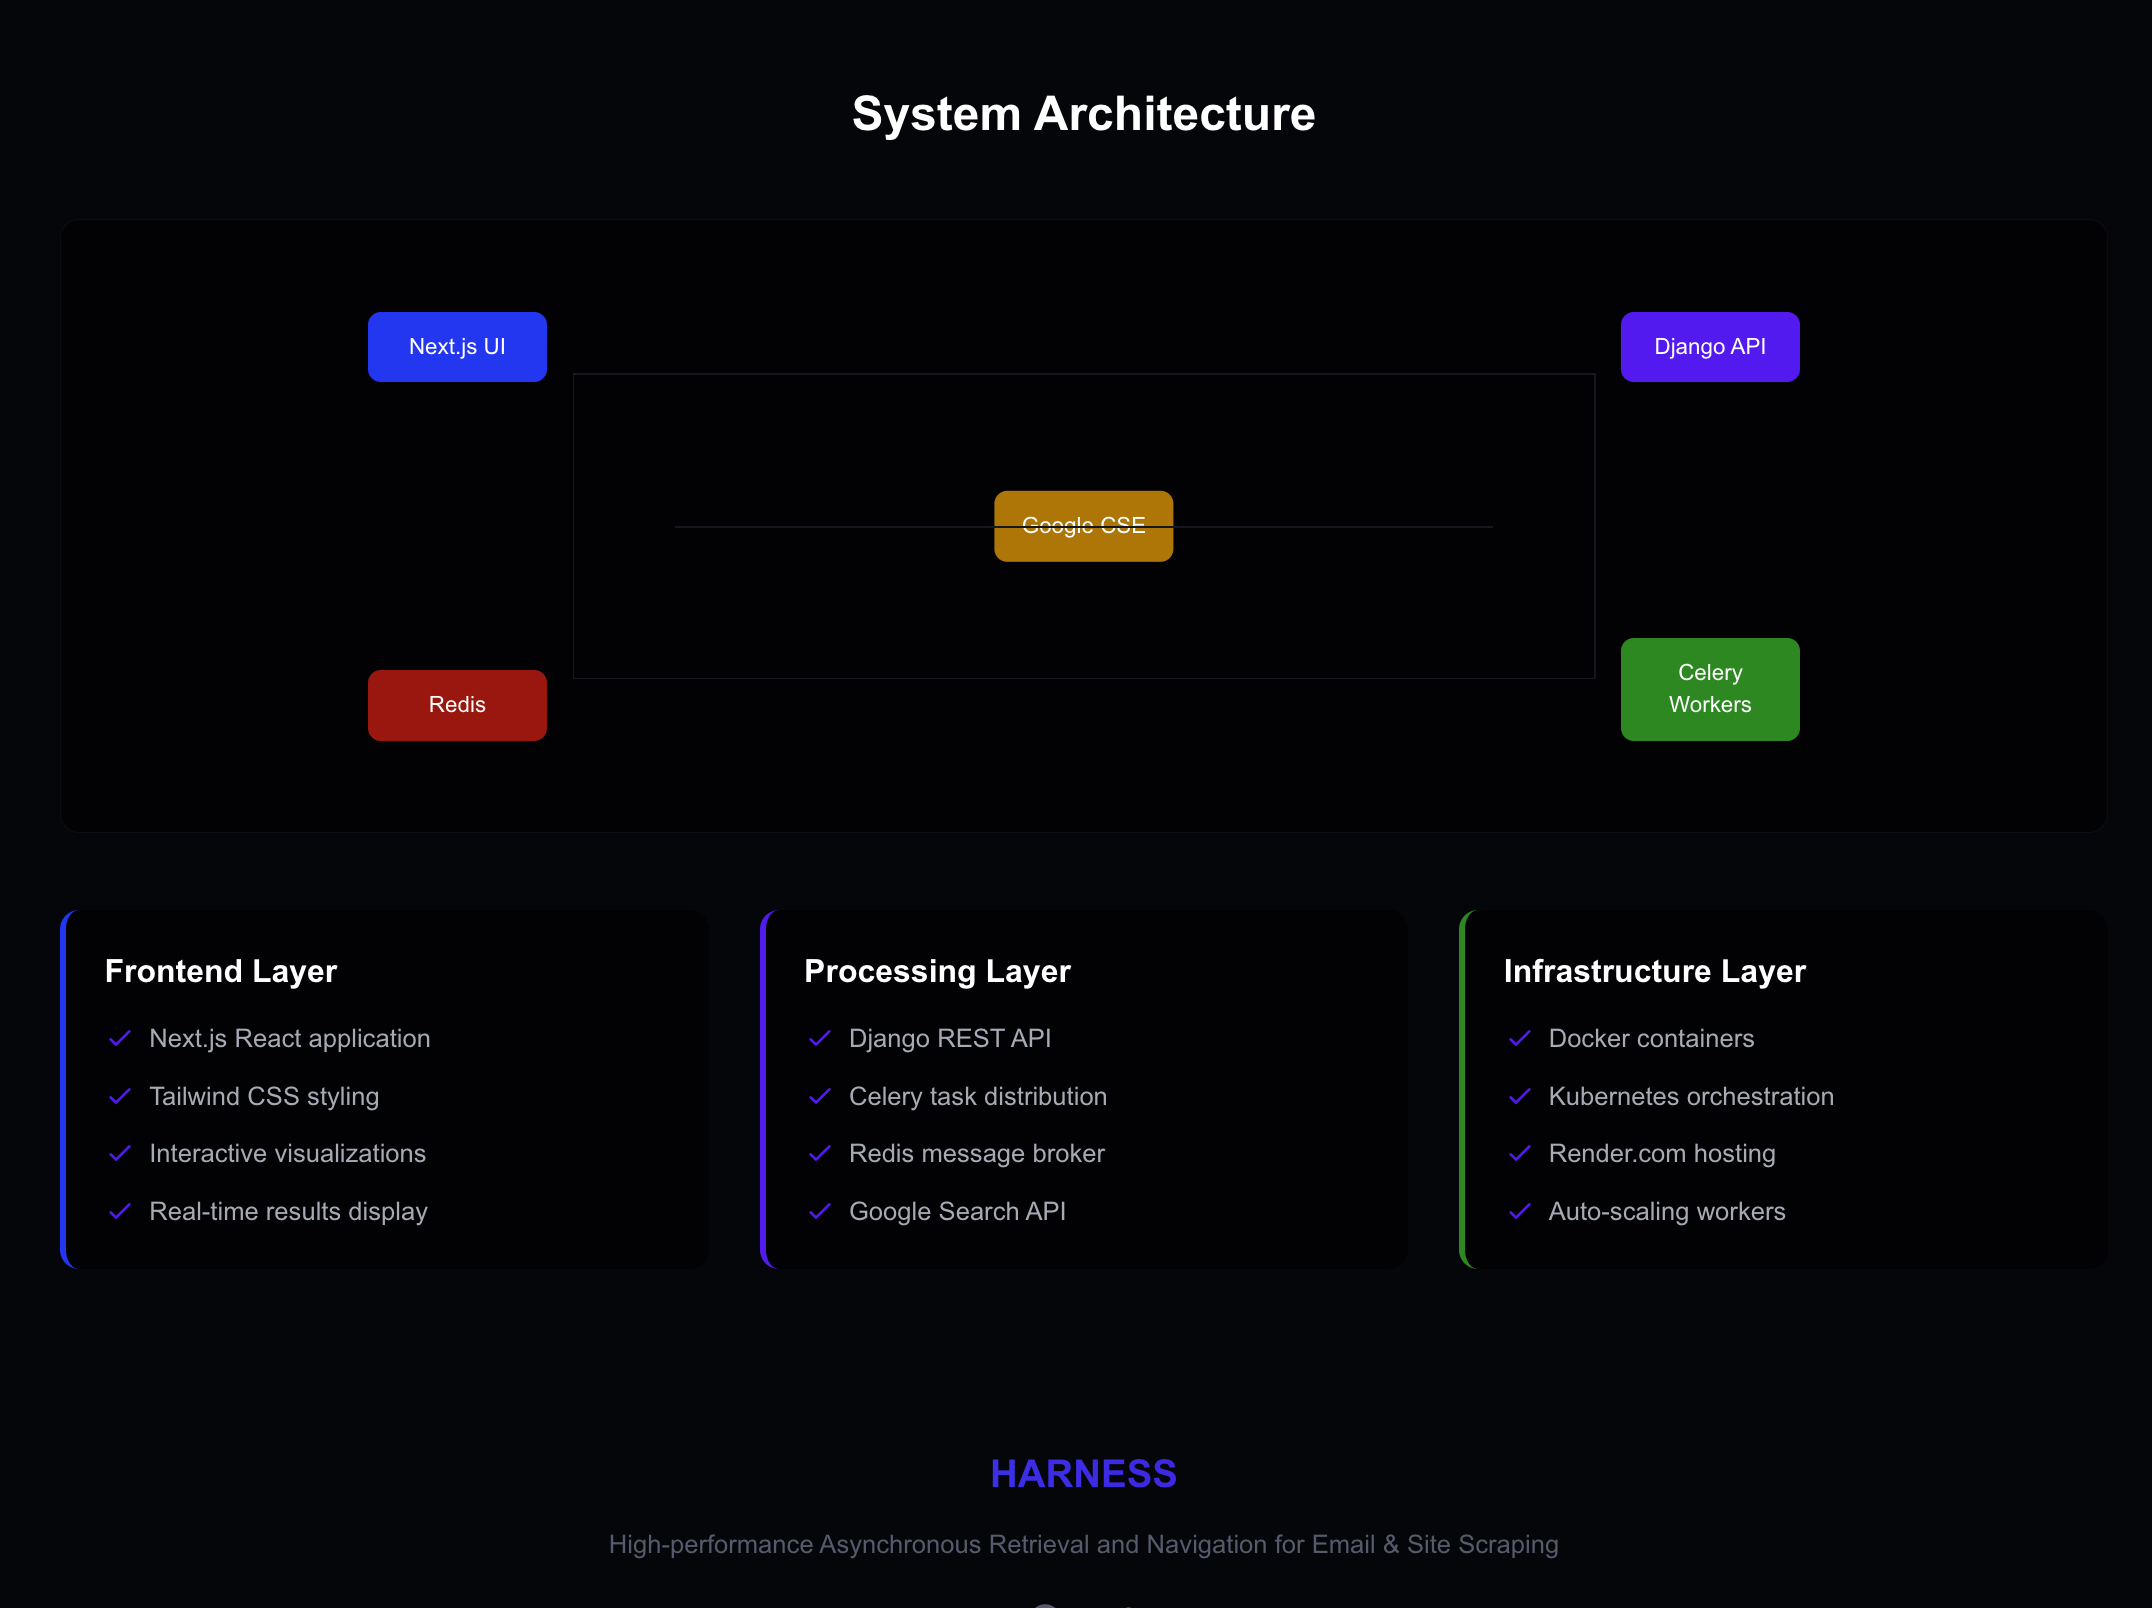 System Architecture
Next.js UI
Django API
Google CSE
Redis
Celery
Workers
Frontend Layer
Next.js React application
Tailwind CSS styling
Interactive visualizations
Real-time results display
Processing Layer
Django REST API
Celery task distribution
Redis message broker
Google Search API
Infrastructure Layer
Docker containers
Kubernetes orchestration
Render.com hosting
Auto-scaling workers
HARNESS
High-performance Asynchronous Retrieval and Navigation for Email & Site Scraping